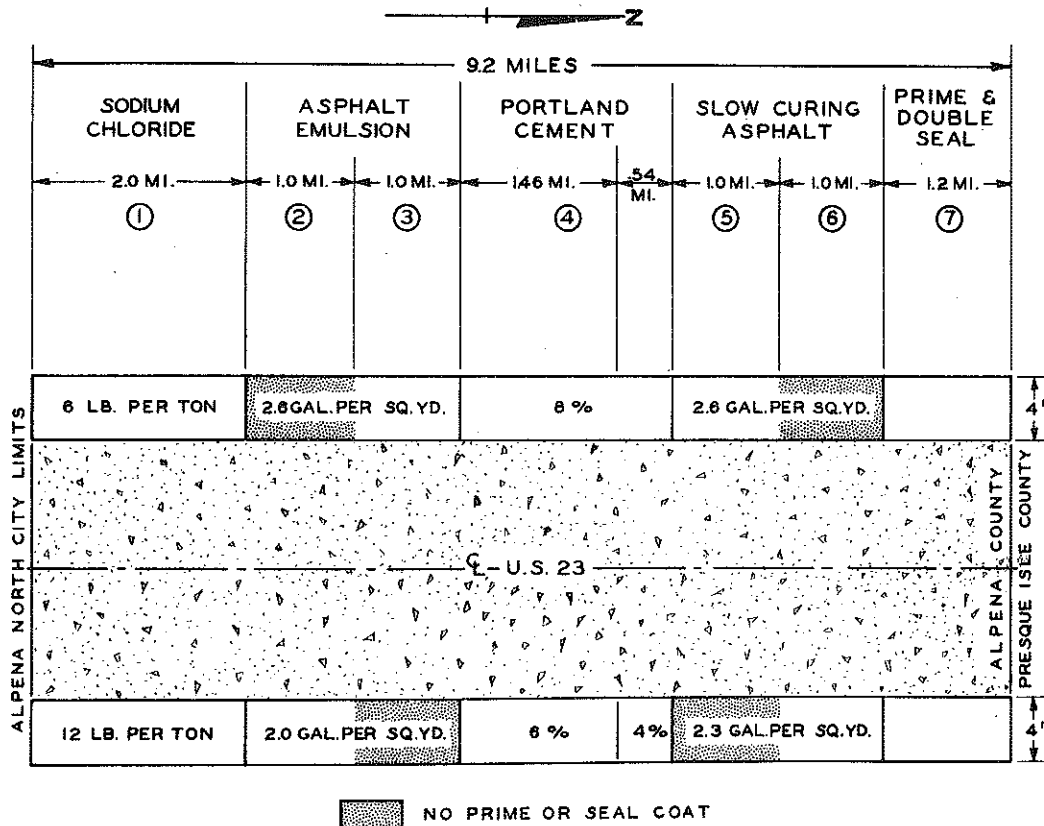 N
9.2 MILES
SODIUM
CHLORIDE
ASPHALT
EMULSION
PORTLAND
CEMENT
SLOW CURING
ASPHALT
PRIME &
DOUBLE
SEAL
2.0 MI.
1.0 MI.
1.0 MI.
1.46 MI.
.54
MI.
1.0 MI.
1.0 MI.
1.2 MI.
①
②
③
④
⑤
⑥
⑦
6 LB. PER TON
2.6 GAL. PER SQ. YD.
8 %
2.6 GAL. PER SQ. YD.
4'
ALPENA NORTH CITY LIMITS
℄ - U.S. 23
ALPENA COUNTY
PRESQUE ISEE COUNTY
12 LB. PER TON
2.0 GAL. PER SQ. YD.
6 %
4 %
2.3 GAL. PER SQ. YD.
4'
NO PRIME OR SEAL COAT